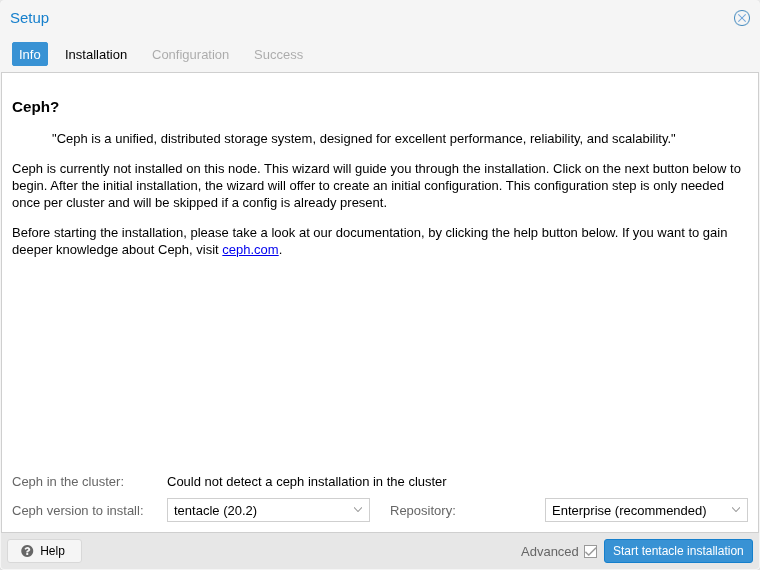 Setup
Info Installation Configuration Success
Ceph?
"Ceph is a unified, distributed storage system, designed for excellent performance, reliability, and scalability."
Ceph is currently not installed on this node. This wizard will guide you through the installation. Click on the next button below to
begin. After the initial installation, the wizard will offer to create an initial configuration. This configuration step is only needed
once per cluster and will be skipped if a config is already present.
Before starting the installation, please take a look at our documentation, by clicking the help button below. If you want to gain
deeper knowledge about Ceph, visit ceph.com.
Ceph in the cluster: Could not detect a ceph installation in the cluster
Ceph version to install: tentacle (20.2) Repository: Enterprise (recommended)
Help Advanced Start tentacle installation